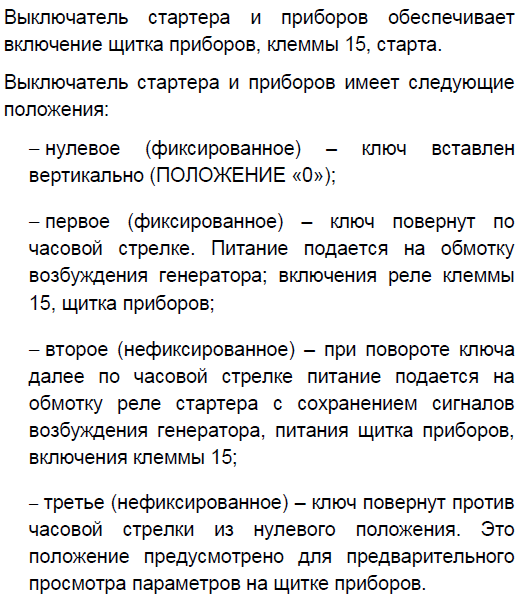 Выключатель стартера и приборов обеспечивает
включение щитка приборов, клеммы 15, старта.
Выключатель стартера и приборов имеет следующие
положения:
– нулевое (фиксированное) – ключ вставлен
вертикально (ПОЛОЖЕНИЕ «0»);
– первое (фиксированное) – ключ повернут по
часовой стрелке. Питание подается на обмотку
возбуждения генератора; включения реле клеммы
15, щитка приборов;
– второе (нефиксированное) – при повороте ключа
далее по часовой стрелке питание подается на
обмотку реле стартера с сохранением сигналов
возбуждения генератора, питания щитка приборов,
включения клеммы 15;
– третье (нефиксированное) – ключ повернут против
часовой стрелки из нулевого положения. Это
положение предусмотрено для предварительного
просмотра параметров на щитке приборов.